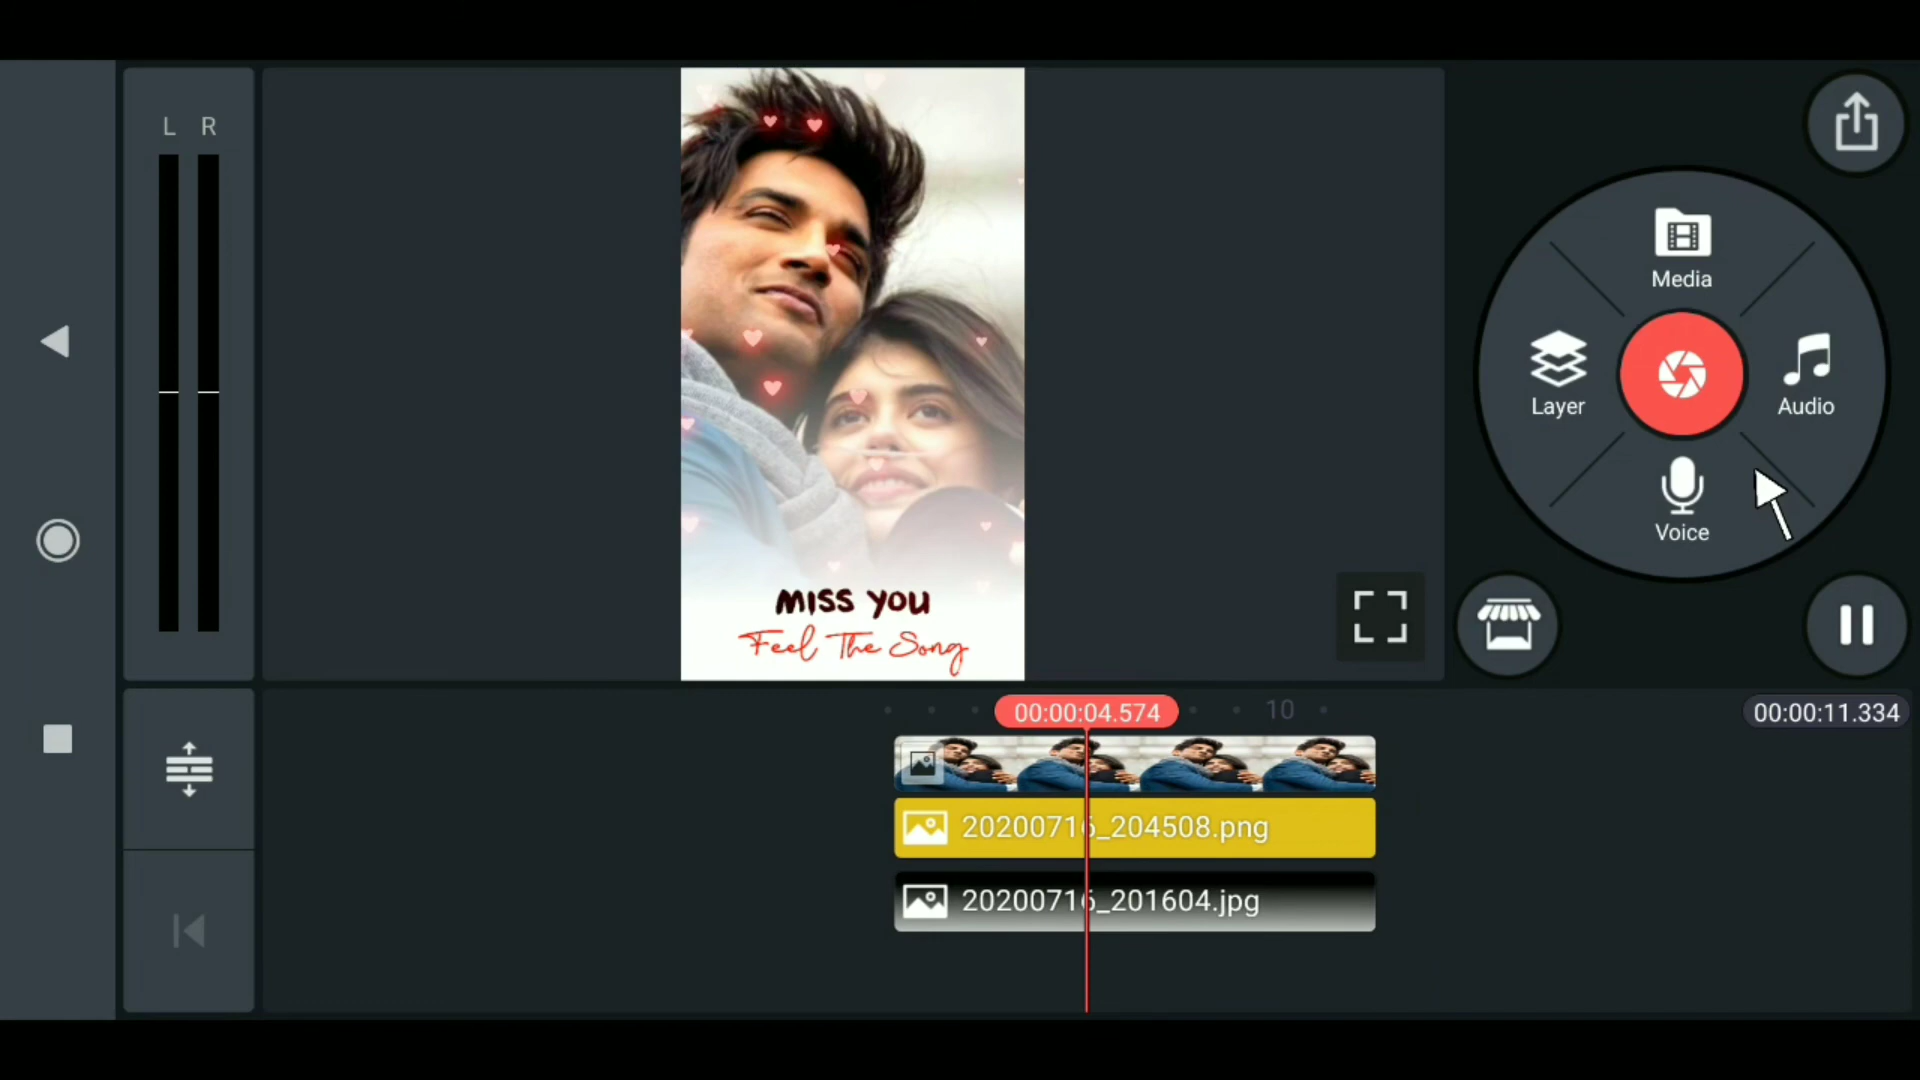 L R
Media
Layer
Audio
Voice
MISS YOU
Feel The Song
00:00:04.574
10
00:00:11.334
20200716_204508.png
20200716_201604.jpg